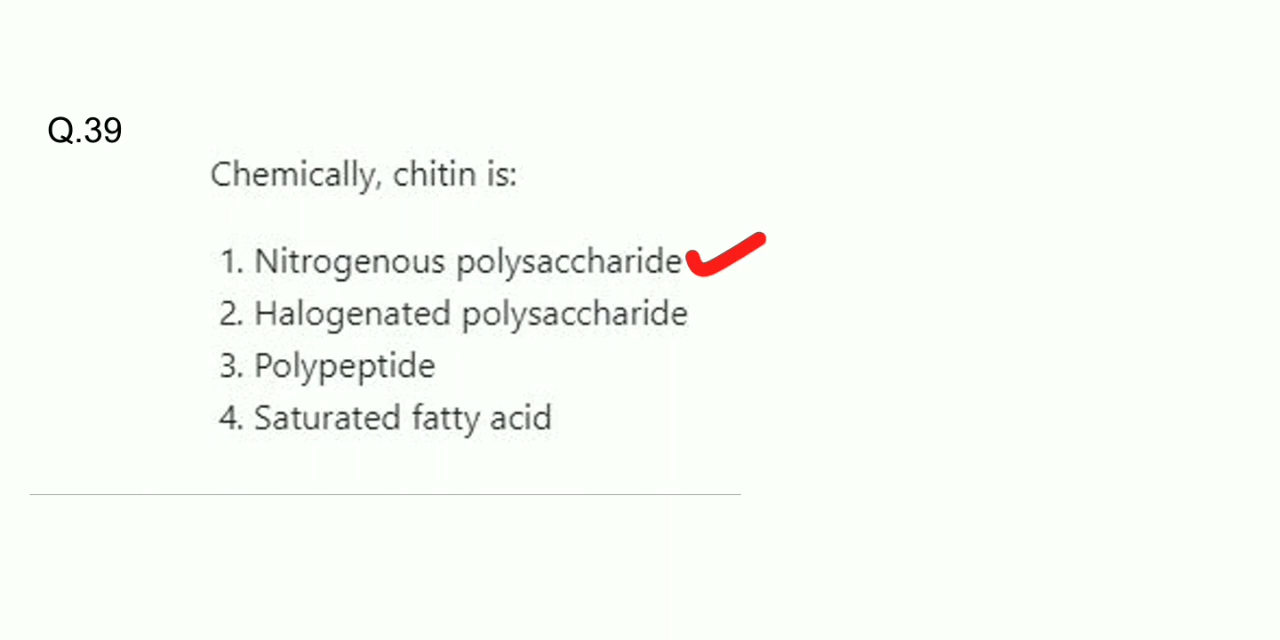 Q.39
Chemically, chitin is:
1. Nitrogenous polysaccharide
2. Halogenated polysaccharide
3. Polypeptide
4. Saturated fatty acid